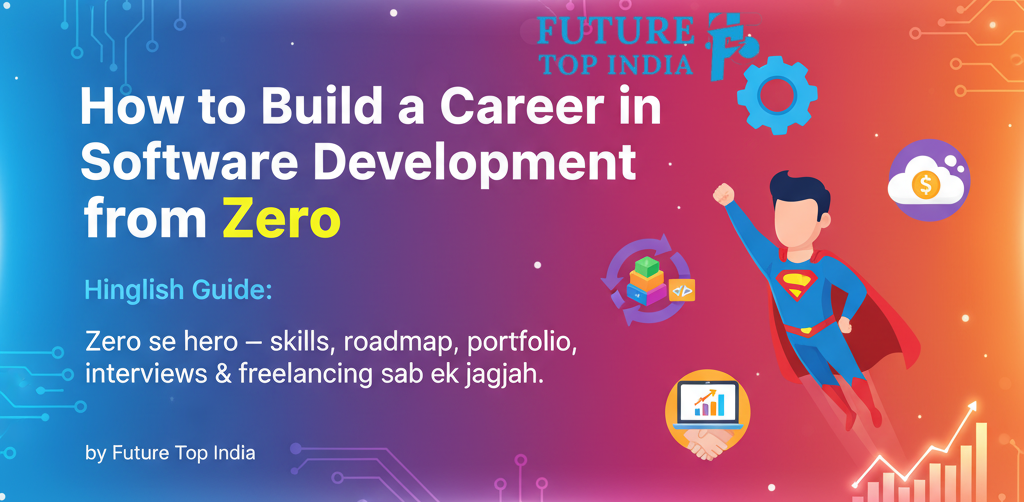 FUTURE
TOP INDIA
How to Build a Career in
Software Development
from Zero
Hinglish Guide:
Zero se hero – skills, roadmap, portfolio,
interviews & freelancing sab ek jagjah.
by Future Top India
$
S
</>